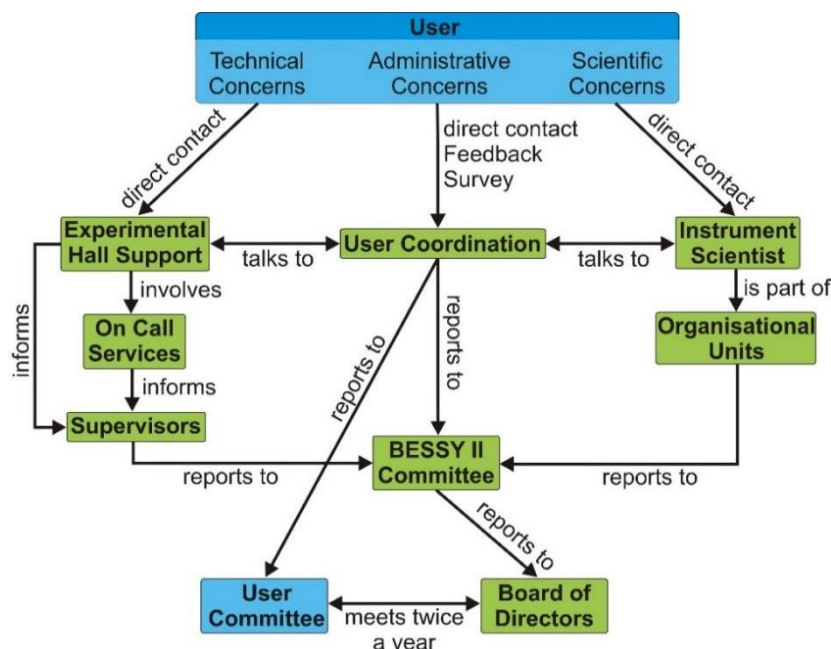 User
Technical
Concerns
Administrative
Concerns
Scientific
Concerns
direct contact
direct contact
Feedback
Survey
direct contact
Experimental
Hall Support
talks to
User Coordination
talks to
Instrument
Scientist
involves
is part of
informs
On Call
Services
reports to
reports to
Organisational
Units
informs
Supervisors
reports to
BESSY II
Committee
reports to
reports to
User
Committee
meets twice
a year
Board of
Directors